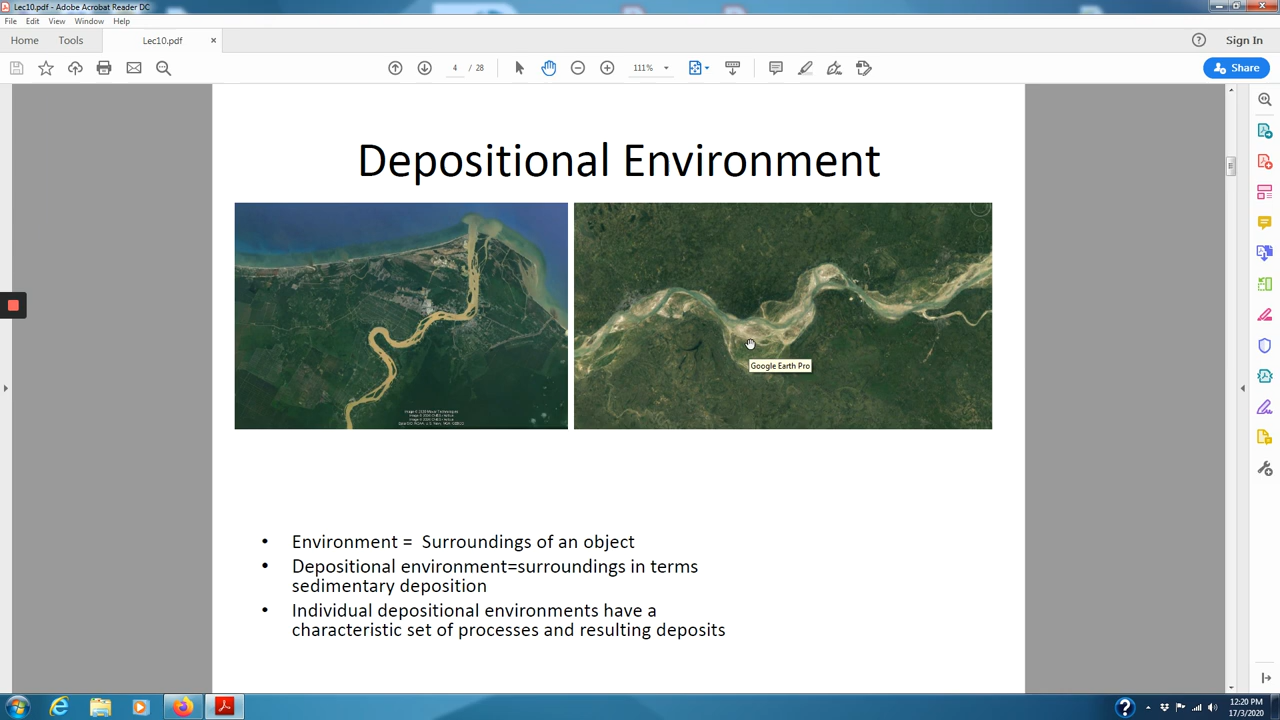 Lec10.pdf - Adobe Acrobat Reader DC
File Edit View Window Help
Home Tools Lec10.pdf × Sign In
4 / 28 111% Share
Depositional Environment
Google Earth Pro
• Environment = Surroundings of an object
• Depositional environment=surroundings in terms
sedimentary deposition
• Individual depositional environments have a
characteristic set of processes and resulting deposits
12:20 PM
17/3/2020